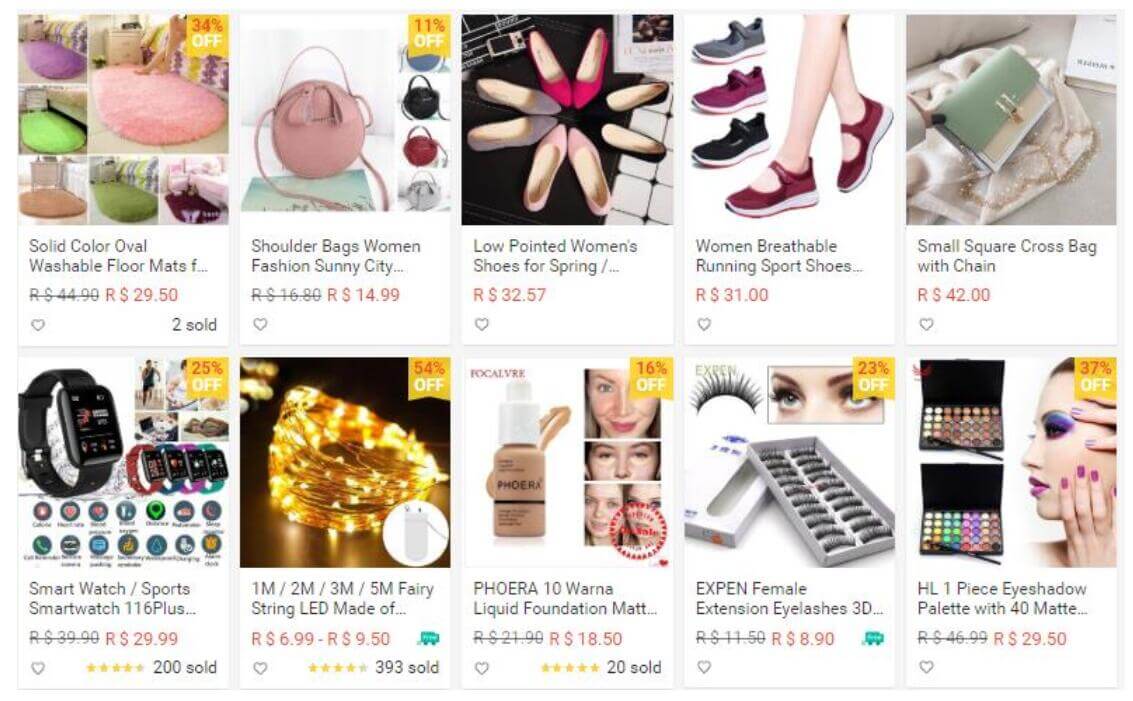 34%
OFF
Solid Color Oval
Washable Floor Mats f...
R$ 44.90 R$ 29.50
2 sold
11%
OFF
Shoulder Bags Women
Fashion Sunny City...
R$ 16.80 R$ 14.99
Low Pointed Women's
Shoes for Spring /...
R$ 32.57
Women Breathable
Running Sport Shoes...
R$ 31.00
Small Square Cross Bag
with Chain
R$ 42.00
25%
OFF
Heart rate
Smart Watch / Sports
Smartwatch 116Plus...
R$ 39.90 R$ 29.99
200 sold
54%
OFF
1M / 2M / 3M / 5M Fairy
String LED Made of...
R$ 6.99 - R$ 9.50
Free
393 sold
FOCALVRE
16%
OFF
PHOERA
Sale
PHOERA 10 Warna
Liquid Foundation Matt...
R$ 21.90 R$ 18.50
20 sold
EXPEN
23%
OFF
EXPEN Female
Extension Eyelashes 3D...
R$ 11.50 R$ 8.90
Free
37%
OFF
HL 1 Piece Eyeshadow
Palette with 40 Matte...
R$ 46.99 R$ 29.50